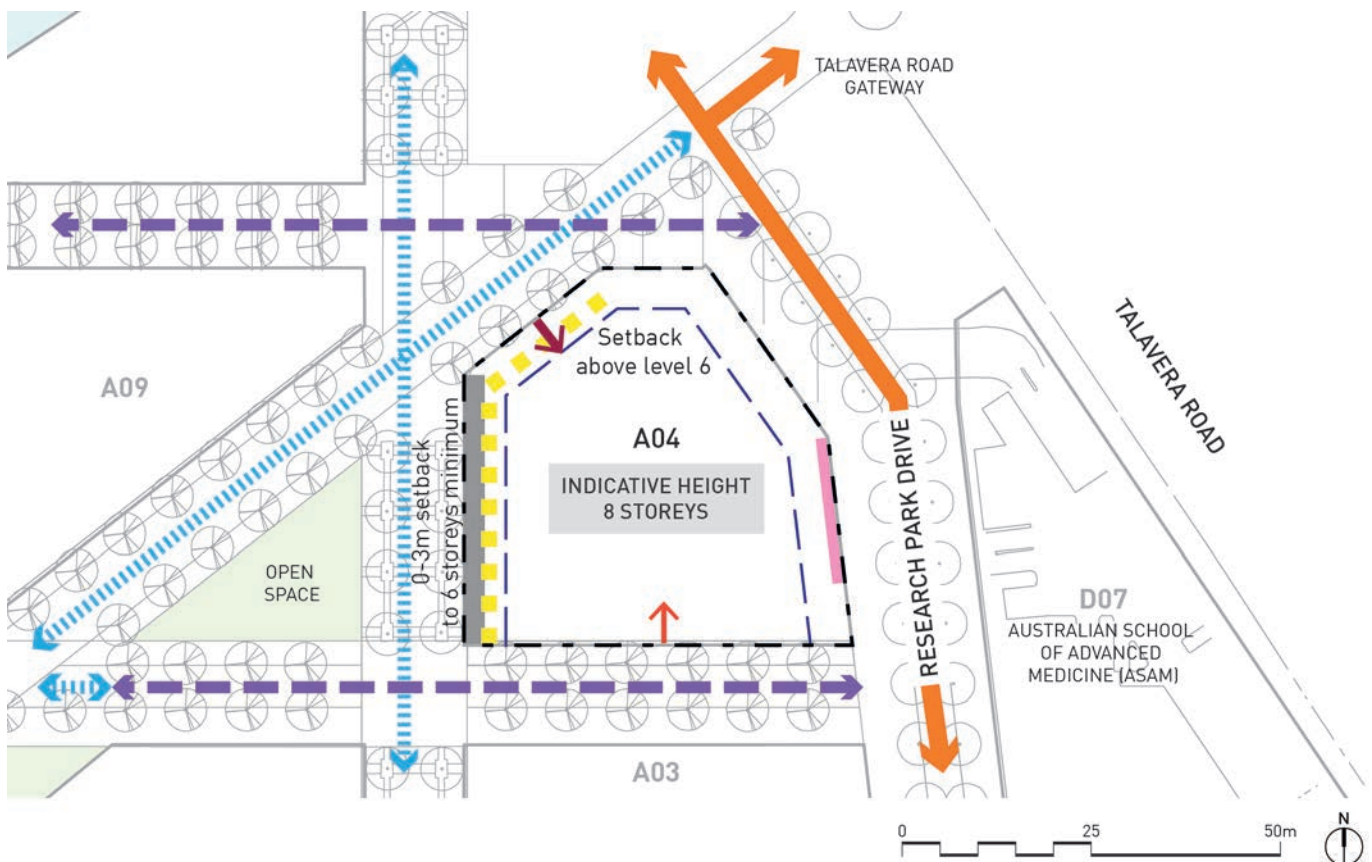 TALAVERA ROAD
GATEWAY
TALAVERA ROAD
Setback
above level 6
A09
A04
INDICATIVE HEIGHT
8 STOREYS
0-3m setback
to 6 storeys minimum
RESEARCH PARK DRIVE
OPEN
SPACE
D07
AUSTRALIAN SCHOOL
OF ADVANCED
MEDICINE (ASAM)
A03
0
25
50m
N